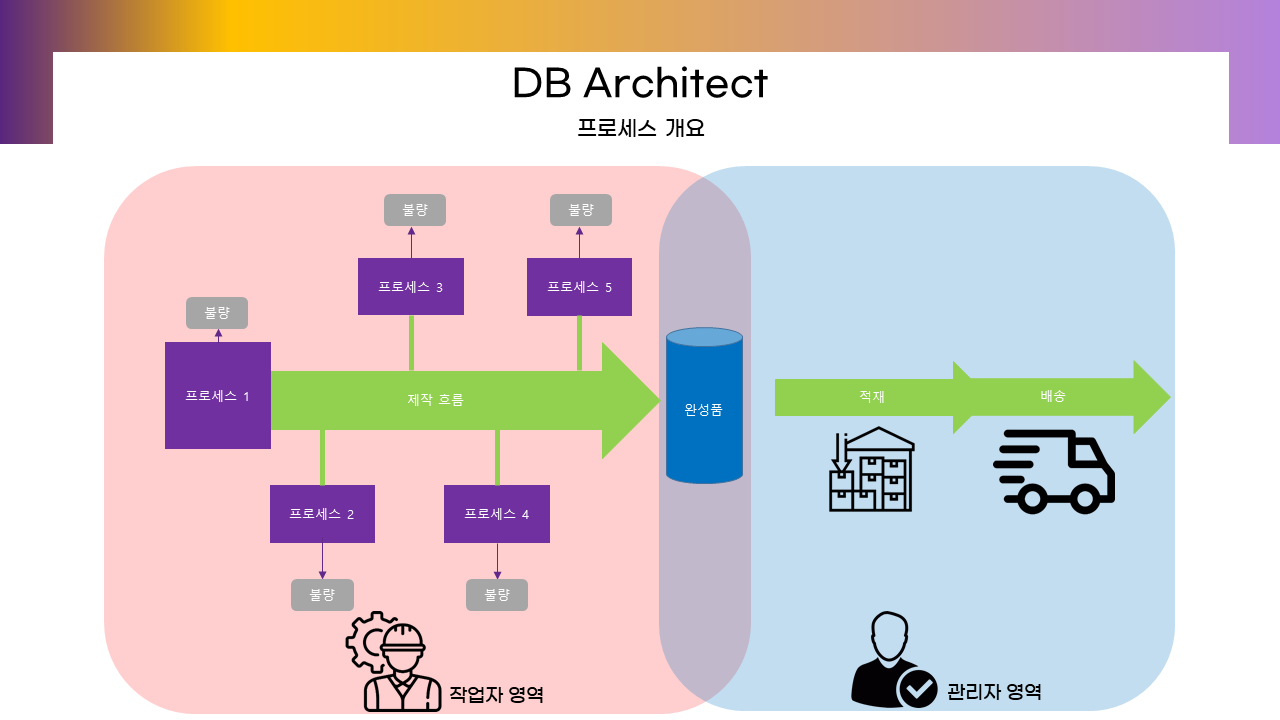 DB Architect
프로세스 개요
불량
불량
프로세스 3
프로세스 5
불량
프로세스 1
제작 흐름
완성품
적재
배송
프로세스 2
프로세스 4
불량
불량
작업자 영역
관리자 영역